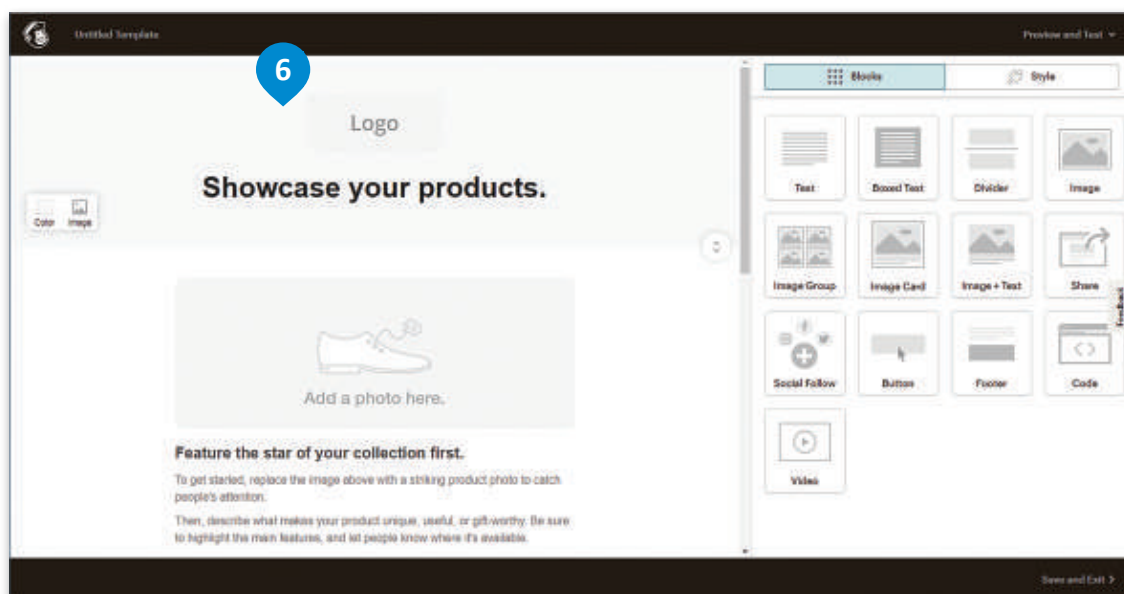 Untitled Template
Preview and Test
6
Blocks
Style
Logo
Showcase your products.
Color
Image
Text
Boxed Text
Divider
Image
Image Group
Image Card
Image + Text
Share
Feedback
Social Follow
Button
Footer
Code
Video
Add a photo here.
Feature the star of your collection first.
To get started, replace the image above with a striking product photo to catch
people's attention.
Then, describe what makes your product unique, useful, or gift-worthy. Be sure
to highlight the main features, and let people know where it's available.
Save and Exit